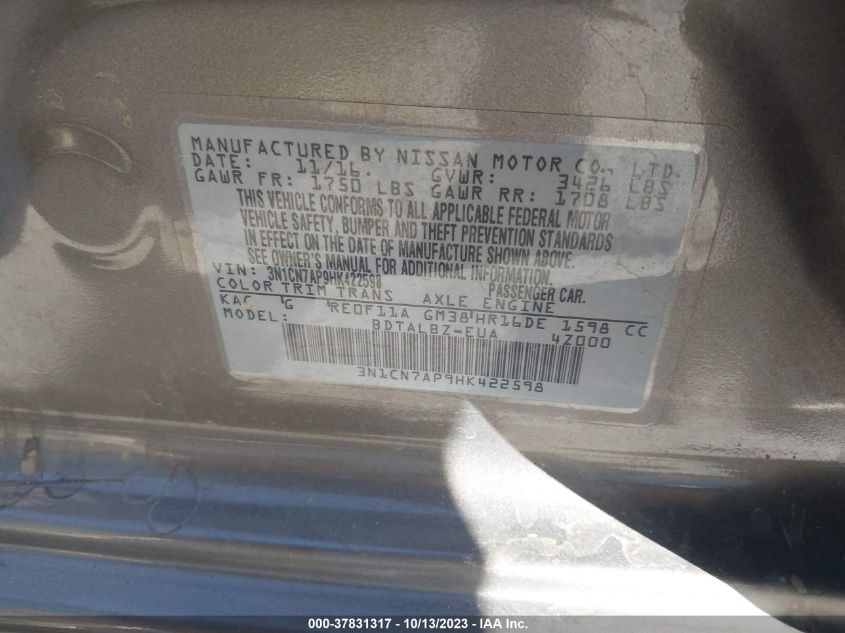 MANUFACTURED BY NISSAN MOTOR CO., LTD.
DATE: 11/16 GVWR: 3426 LBS
GAWR FR: 1750 LBS GAWR RR: 1708 LBS
THIS VEHICLE CONFORMS TO ALL APPLICABLE FEDERAL MOTOR
VEHICLE SAFETY, BUMPER AND THEFT PREVENTION STANDARDS
IN EFFECT ON THE DATE OF MANUFACTURE SHOWN ABOVE.
SEE OWNER'S MANUAL FOR ADDITIONAL INFORMATION.
VIN: 3N1CN7AP9HK422598 PASSENGER CAR.
COLOR TRIM TRANS AXLE ENGINE
KAC G RE0F11A GM38 HR16DE 1598 CC
MODEL: BDTALBZ-EUA 4Z000
3N1CN7AP9HK422598
000-37831317 - 10/13/2023 - IAA Inc.